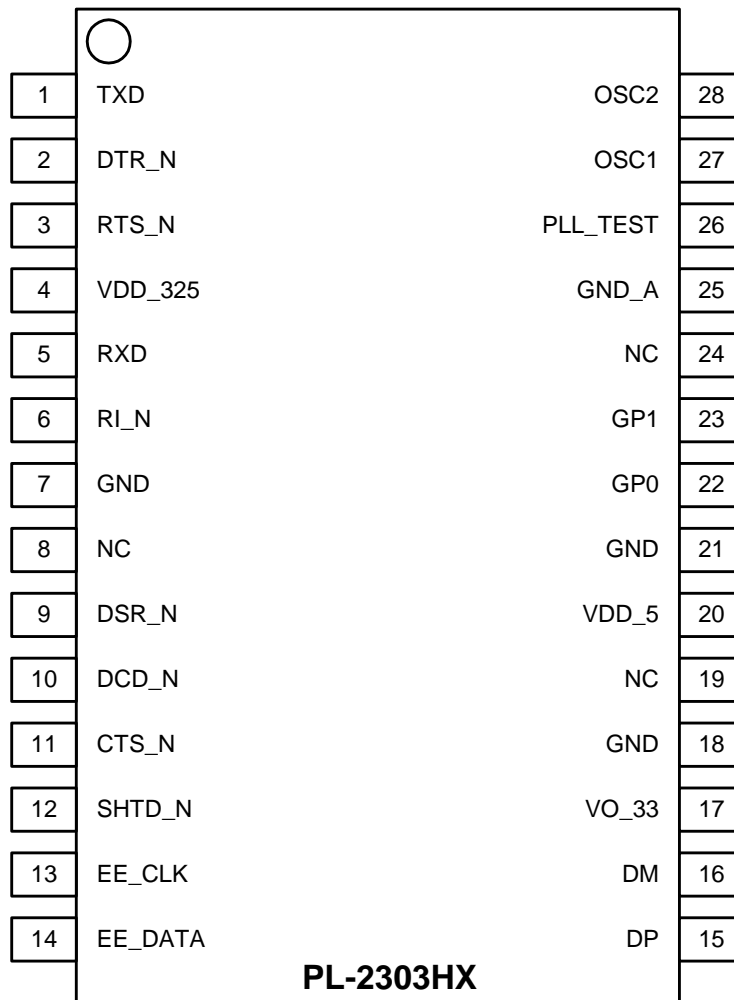 1 TXD OSC2 28
2 DTR_N OSC1 27
3 RTS_N PLL_TEST 26
4 VDD_325 GND_A 25
5 RXD NC 24
6 RI_N GP1 23
7 GND GP0 22
8 NC GND 21
9 DSR_N VDD_5 20
10 DCD_N NC 19
11 CTS_N GND 18
12 SHTD_N VO_33 17
13 EE_CLK DM 16
14 EE_DATA DP 15
PL-2303HX